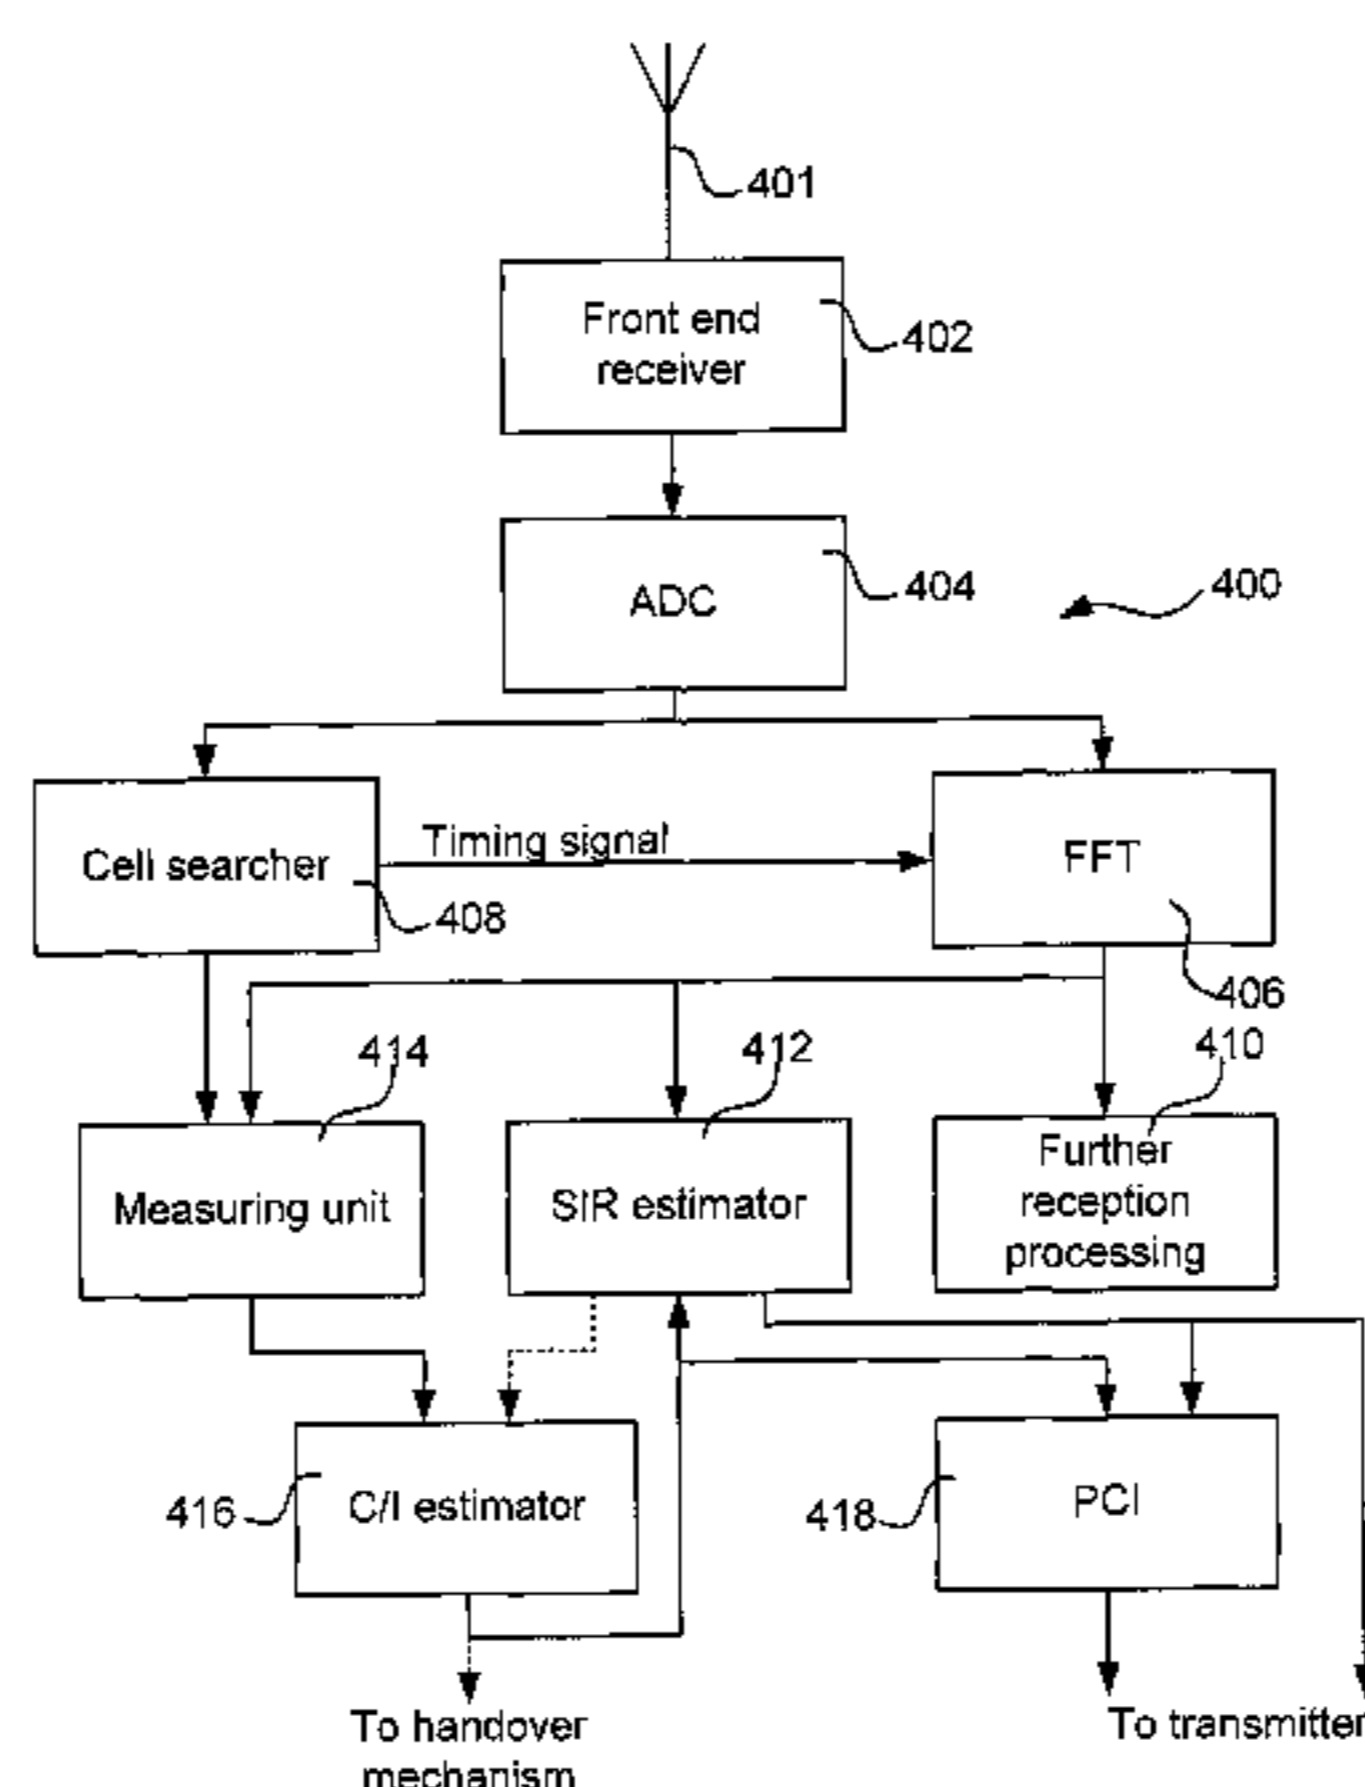 401
Front end
receiver
402
ADC
404
400
Cell searcher
408
Timing signal
FFT
406
414
412
410
Measuring unit
SIR estimator
Further
reception
processing
416
C/I estimator
418
PCI
To handover
mechanism
To transmitter